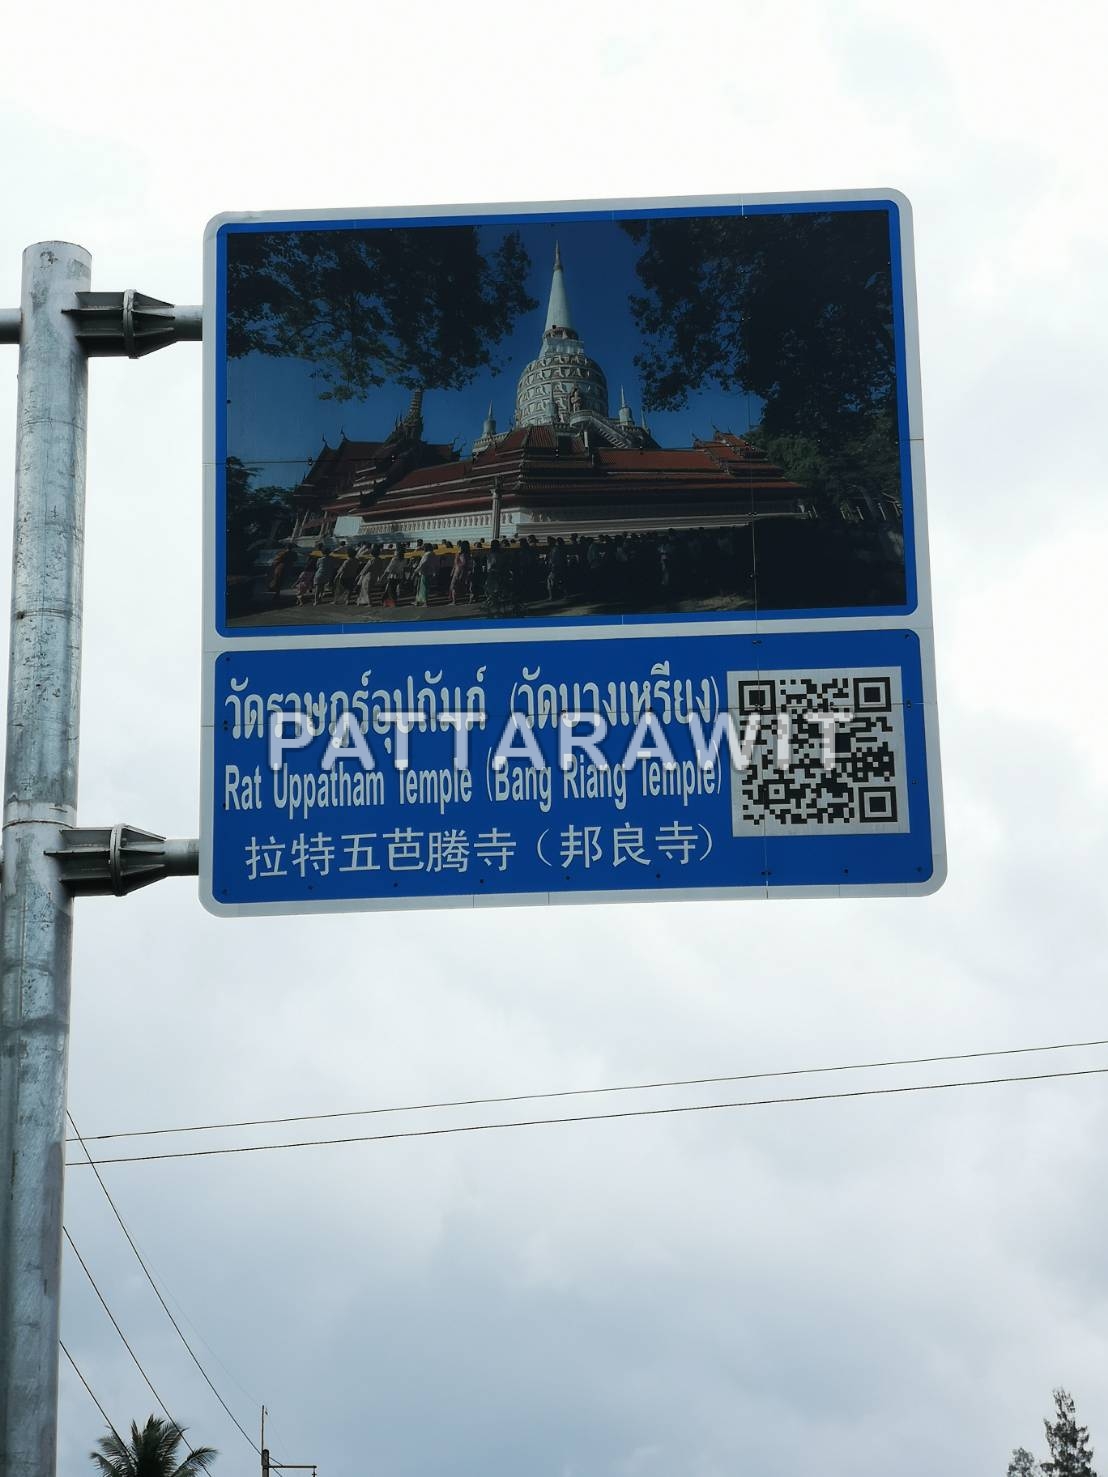 วัดราษฎร์อุปถัมภ์ (วัดบางเหรียง)
PATTARAWIT
Rat Uppatham Temple (Bang Riang Temple)
拉特五芭腾寺（邦良寺）